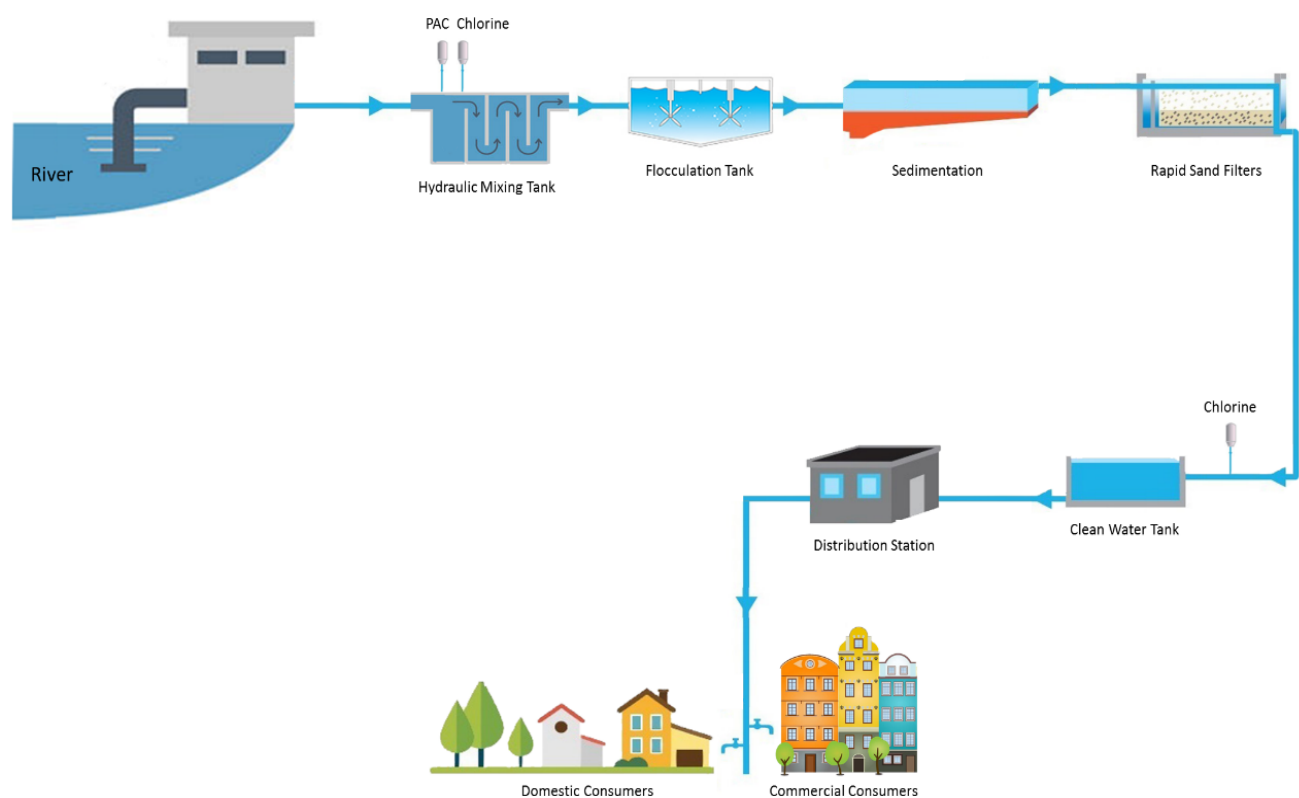 PAC Chlorine
River
Hydraulic Mixing Tank
Flocculation Tank
Sedimentation
Rapid Sand Filters
Chlorine
Clean Water Tank
Distribution Station
Domestic Consumers
Commercial Consumers